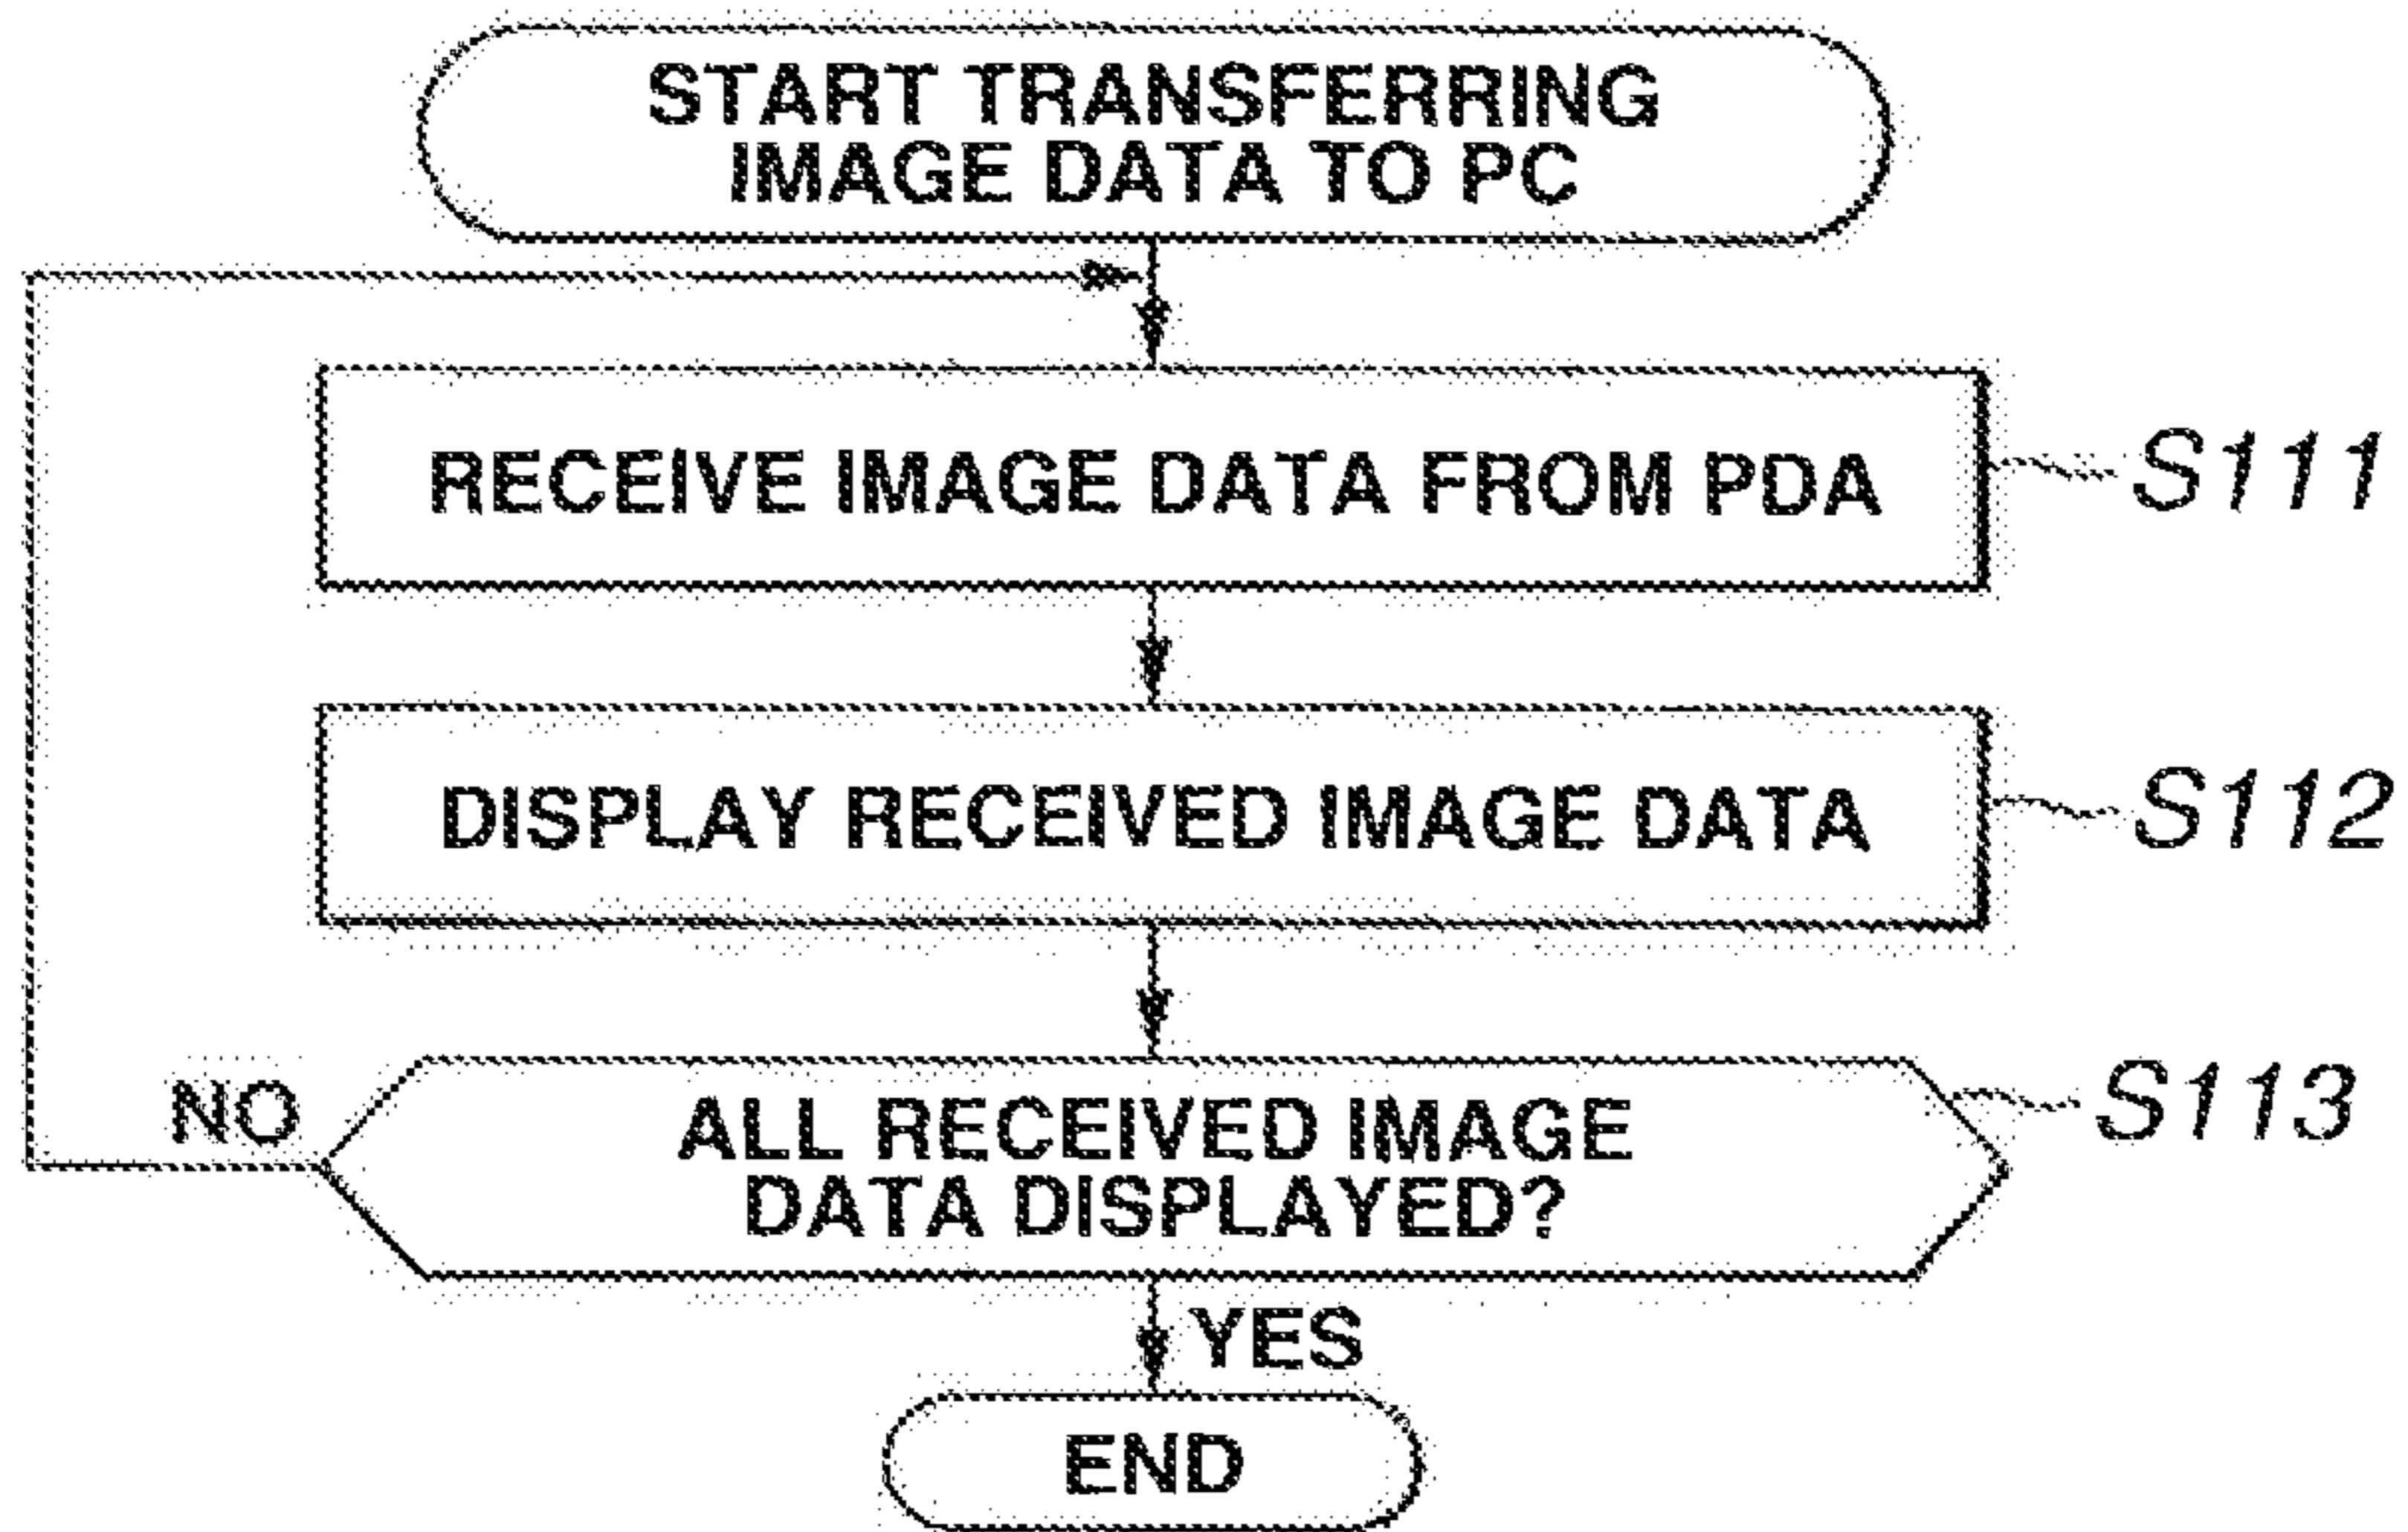 START TRANSFERRING
IMAGE DATA TO PC
RECEIVE IMAGE DATA FROM PDA
S111
DISPLAY RECEIVED IMAGE DATA
S112
NO
ALL RECEIVED IMAGE
DATA DISPLAYED?
S113
YES
END